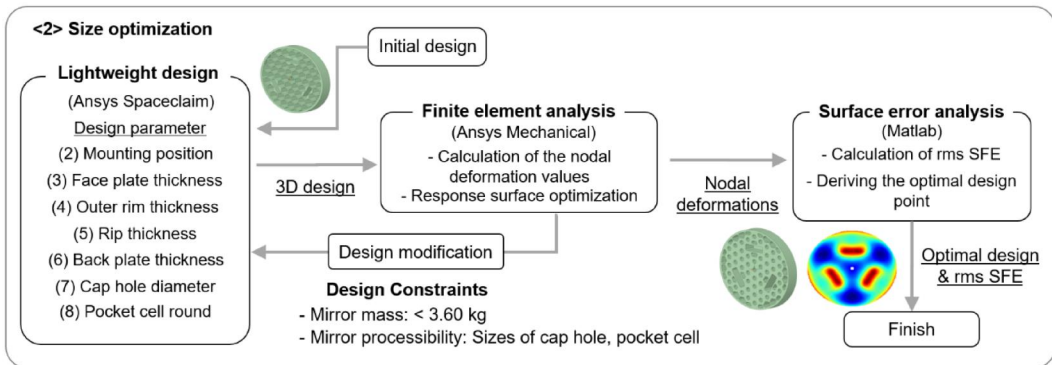 <2> Size optimization
Initial design
Lightweight design
(Ansys Spaceclaim)
Design parameter
(2) Mounting position
(3) Face plate thickness
(4) Outer rim thickness
(5) Rip thickness
(6) Back plate thickness
(7) Cap hole diameter
(8) Pocket cell round
3D design
Finite element analysis
(Ansys Mechanical)
- Calculation of the nodal
deformation values
- Response surface optimization
Design modification
Design Constraints
- Mirror mass: < 3.60 kg
- Mirror processibility: Sizes of cap hole, pocket cell
Nodal
deformations
Surface error analysis
(Matlab)
- Calculation of rms SFE
- Deriving the optimal design
point
Optimal design
& rms SFE
Finish